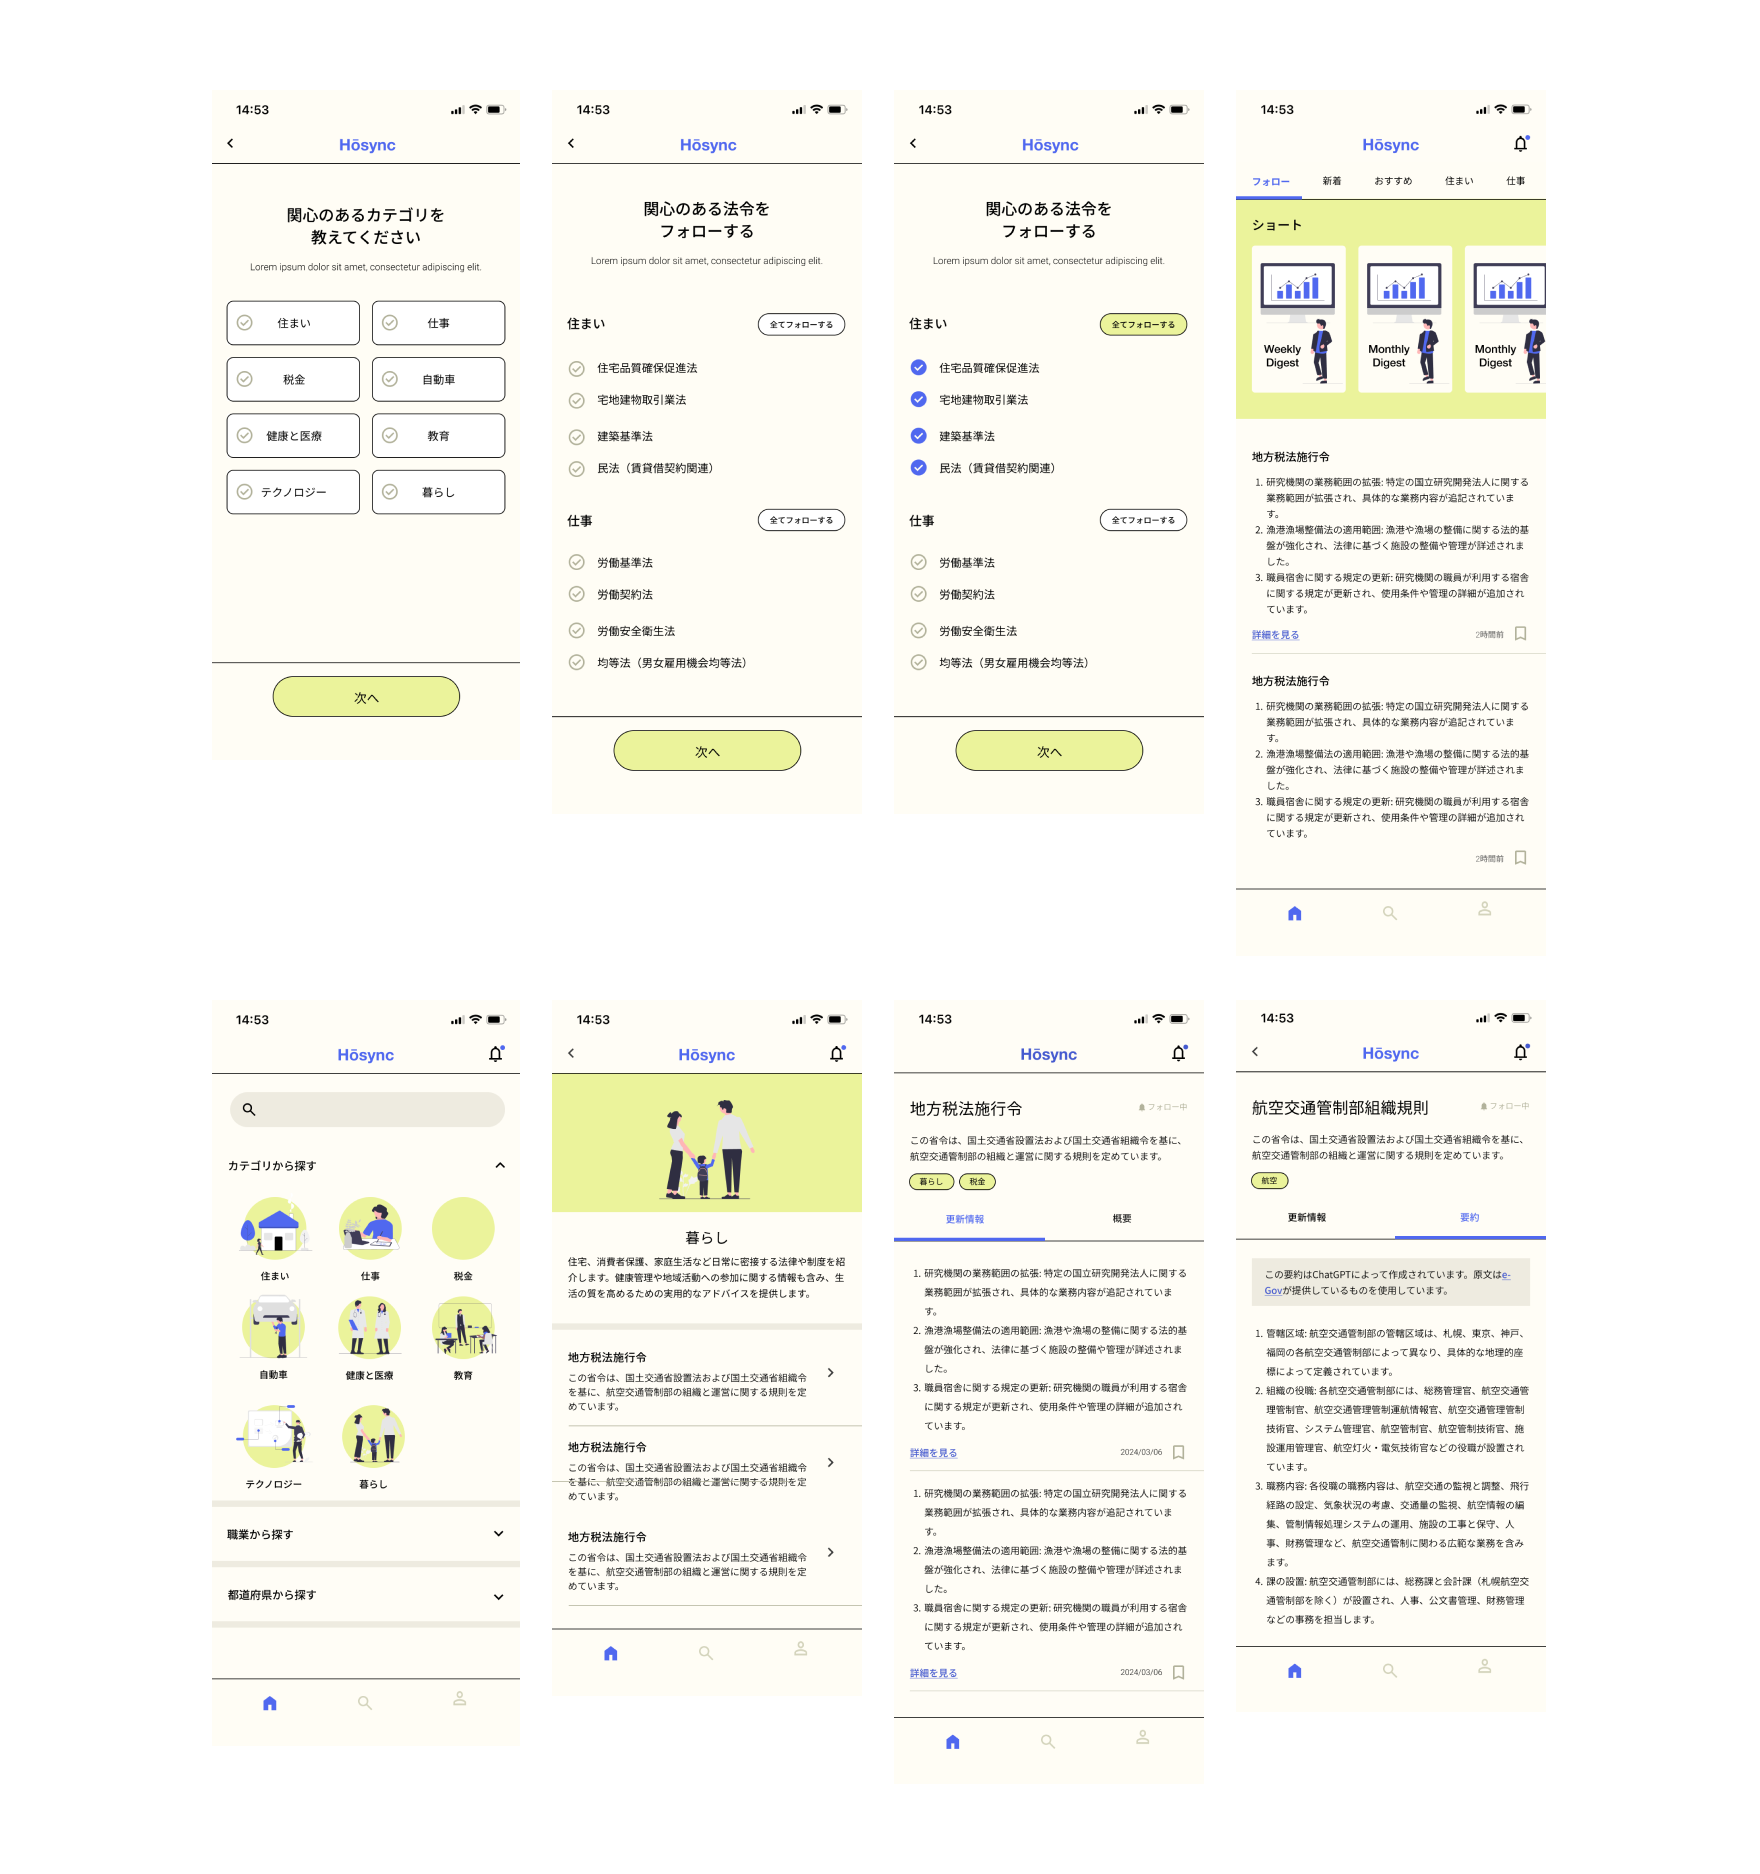 14:53
Hōsync
関心のあるカテゴリを
教えてください
Lorem ipsum dolor sit amet, consectetur adipiscing elit.
住まい
仕事
税金
自動車
健康と医療
教育
テクノロジー
暮らし
次へ
14:53
Hōsync
関心のある法令を
フォローする
Lorem ipsum dolor sit amet, consectetur adipiscing elit.
住まい
全てフォローする
住宅品質確保促進法
宅地建物取引業法
建築基準法
民法（賃貸借契約関連）
仕事
全てフォローする
労働基準法
労働契約法
労働安全衛生法
均等法（男女雇用機会均等法）
次へ
14:53
Hōsync
関心のある法令を
フォローする
Lorem ipsum dolor sit amet, consectetur adipiscing elit.
住まい
全てフォローする
住宅品質確保促進法
宅地建物取引業法
建築基準法
民法（賃貸借契約関連）
仕事
全てフォローする
労働基準法
労働契約法
労働安全衛生法
均等法（男女雇用機会均等法）
次へ
14:53
Hōsync
フォロー 新着 おすすめ 住まい 仕事
ショート
Weekly
Digest
Monthly
Digest
Monthly
Digest
地方税法施行令
1. 研究機関の業務範囲の拡張: 特定の国立研究開発法人に関する
業務範囲が拡張され、具体的な業務内容が追記されていま
す。
2. 漁港漁場整備法の適用範囲: 漁港や漁場の整備に関する法的基
盤が強化され、法律に基づく施設の整備や管理が詳述されま
した。
3. 職員宿舎に関する規定の更新: 研究機関の職員が利用する宿舎
に関する規定が更新され、使用条件や管理の詳細が追加され
ています。
詳細を見る 2時間前
地方税法施行令
1. 研究機関の業務範囲の拡張: 特定の国立研究開発法人に関する
業務範囲が拡張され、具体的な業務内容が追記されていま
す。
2. 漁港漁場整備法の適用範囲: 漁港や漁場の整備に関する法的基
盤が強化され、法律に基づく施設の整備や管理が詳述されま
した。
3. 職員宿舎に関する規定の更新: 研究機関の職員が利用する宿舎
に関する規定が更新され、使用条件や管理の詳細が追加され
ています。
2時間前
14:53
Hōsync
カテゴリから探す
住まい
仕事
税金
自動車
健康と医療
教育
テクノロジー
暮らし
職業から探す
都道府県から探す
14:53
Hōsync
暮らし
住宅、消費者保護、家庭生活など日常に密接する法律や制度を紹
介します。健康管理や地域活動への参加に関する情報も含み、生
活の質を高めるための実用的なアドバイスを提供します。
地方税法施行令
この省令は、国土交通省設置法および国土交通省組織令
を基に、航空交通管制部の組織と運営に関する規則を定
めています。
地方税法施行令
この省令は、国土交通省設置法および国土交通省組織令
を基に、航空交通管制部の組織と運営に関する規則を定
めています。
地方税法施行令
この省令は、国土交通省設置法および国土交通省組織令
を基に、航空交通管制部の組織と運営に関する規則を定
めています。
14:53
Hōsync
地方税法施行令
フォロー中
この省令は、国土交通省設置法および国土交通省組織令を基に、
航空交通管制部の組織と運営に関する規則を定めています。
暮らし 税金
更新情報 概要
1. 研究機関の業務範囲の拡張: 特定の国立研究開発法人に関する
業務範囲が拡張され、具体的な業務内容が追記されていま
す。
2. 漁港漁場整備法の適用範囲: 漁港や漁場の整備に関する法的基
盤が強化され、法律に基づく施設の整備や管理が詳述されま
した。
3. 職員宿舎に関する規定の更新: 研究機関の職員が利用する宿舎
に関する規定が更新され、使用条件や管理の詳細が追加され
ています。
詳細を見る 2024/03/06
1. 研究機関の業務範囲の拡張: 特定の国立研究開発法人に関する
業務範囲が拡張され、具体的な業務内容が追記されていま
す。
2. 漁港漁場整備法の適用範囲: 漁港や漁場の整備に関する法的基
盤が強化され、法律に基づく施設の整備や管理が詳述されま
した。
3. 職員宿舎に関する規定の更新: 研究機関の職員が利用する宿舎
に関する規定が更新され、使用条件や管理の詳細が追加され
ています。
詳細を見る 2024/03/06
14:53
Hōsync
航空交通管制部組織規則
フォロー中
この省令は、国土交通省設置法および国土交通省組織令を基に、
航空交通管制部の組織と運営に関する規則を定めています。
航空
更新情報 要約
この要約はChatGPTによって作成されています。原文はe-
Govが提供しているものを使用しています。
1. 管轄区域: 航空交通管制部の管轄区域は、札幌、東京、神戸、
福岡の各航空交通管制部によって異なり、具体的な地理的座
標によって定義されています。
2. 組織の役職: 各航空交通管制部には、総務管理官、航空交通管
理管制官、航空交通管理管制運航情報官、航空交通管理管制
技術官、システム管理官、航空管制官、航空管制技術官、施
設運用管理官、航空灯火・電気技術官などの役職が設置され
ています。
3. 職務内容: 各役職の職務内容は、航空交通の監視と調整、飛行
経路の設定、気象状況の考慮、交通量の監視、航空情報の編
集、管制情報処理システムの運用、施設の工事と保守、人
事、財務管理など、航空交通管制に関わる広範な業務を含み
ます。
4. 課の設置: 航空交通管制部には、総務課と会計課（札幌航空交
通管制部を除く）が設置され、人事、公文書管理、財務管理
などの事務を担当します。